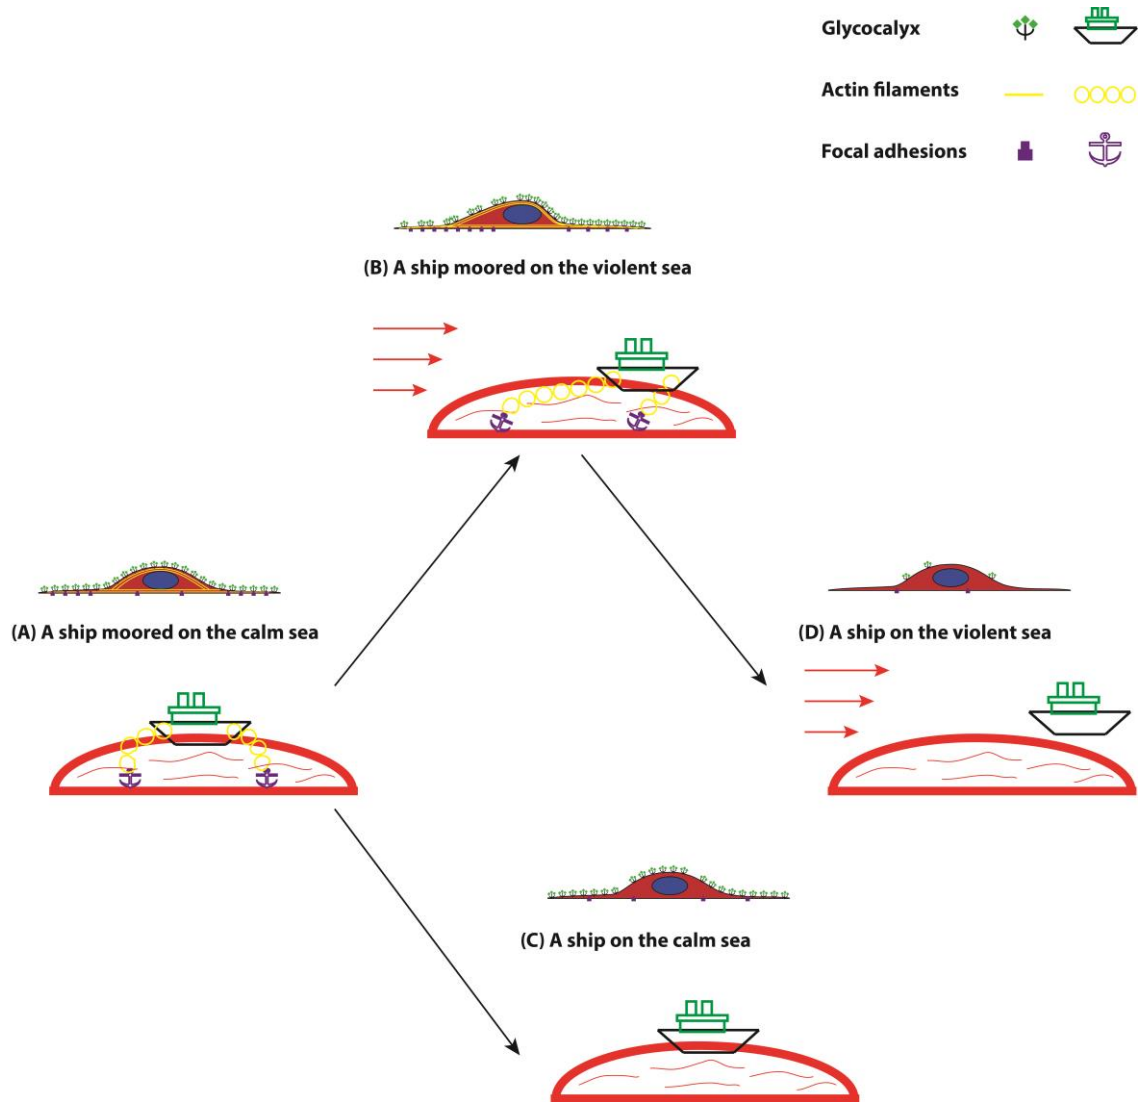 Glycocalyx
Actin filaments
Focal adhesions
(B) A ship moored on the violent sea
(A) A ship moored on the calm sea
(D) A ship on the violent sea
(C) A ship on the calm sea